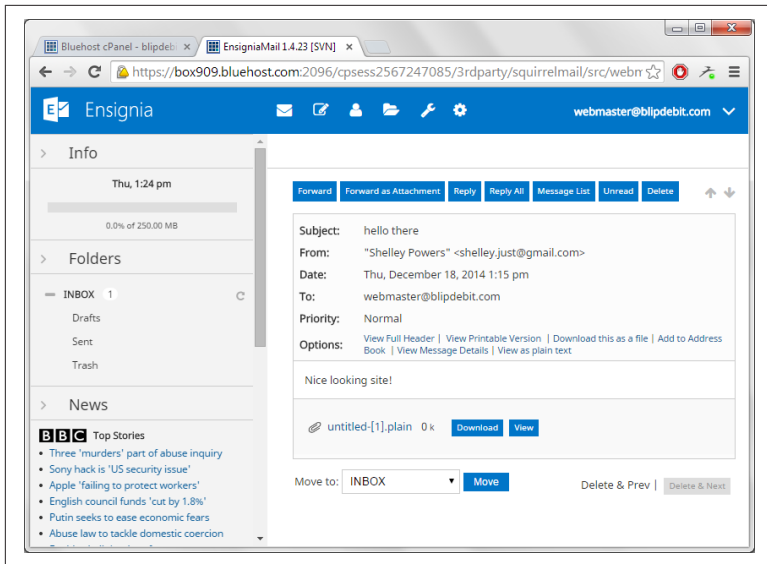 Bluehost cPanel - blipdebi
EnsigniaMail 1.4.23 [SVN]
https://box909.bluehost.com:2096/cpsess2567247085/3rdparty/squirrelmail/src/webm
Ensignia
webmaster@blipdebit.com
Info
Thu, 1:24 pm
0.0% of 250.00 MB
Folders
INBOX 1
Drafts
Sent
Trash
News
BBC Top Stories
• Three 'murders' part of abuse inquiry
• Sony hack is 'US security issue'
• Apple 'failing to protect workers'
• English council funds 'cut by 1.8%'
• Putin seeks to ease economic fears
• Abuse law to tackle domestic coercion
Forward Forward as Attachment Reply Reply All Message List Unread Delete
Subject: hello there
From: "Shelley Powers" <shelley.just@gmail.com>
Date: Thu, December 18, 2014 1:15 pm
To: webmaster@blipdebit.com
Priority: Normal
Options: View Full Header | View Printable Version | Download this as a file | Add to Address
Book | View Message Details | View as plain text
Nice looking site!
untitled-[1].plain 0 k Download View
Move to: INBOX Move Delete & Prev | Delete & Next